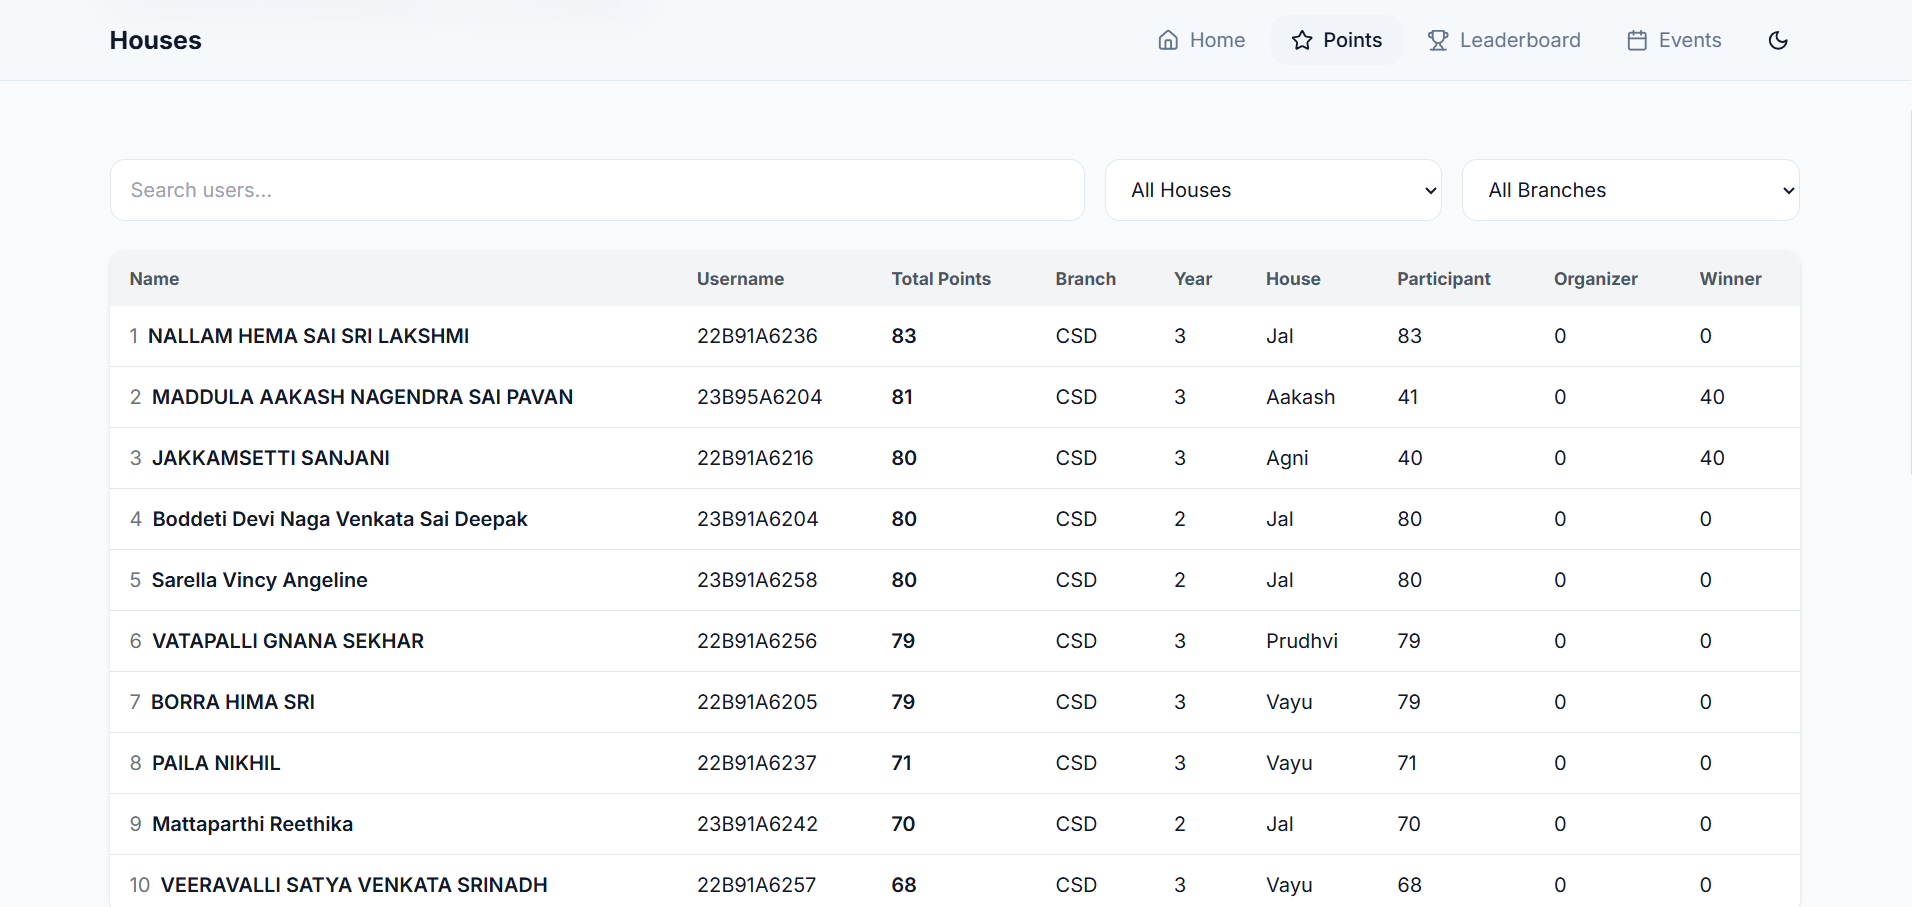 Houses Home Points Leaderboard Events
Search users... All Houses All Branches
Name Username Total Points Branch Year House Participant Organizer Winner
1 NALLAM HEMA SAI SRI LAKSHMI 22B91A6236 83 CSD 3 Jal 83 0 0
2 MADDULA AAKASH NAGENDRA SAI PAVAN 23B95A6204 81 CSD 3 Aakash 41 0 40
3 JAKKAMSETTI SANJANI 22B91A6216 80 CSD 3 Agni 40 0 40
4 Boddeti Devi Naga Venkata Sai Deepak 23B91A6204 80 CSD 2 Jal 80 0 0
5 Sarella Vincy Angeline 23B91A6258 80 CSD 2 Jal 80 0 0
6 VATAPALLI GNANA SEKHAR 22B91A6256 79 CSD 3 Prudhvi 79 0 0
7 BORRA HIMA SRI 22B91A6205 79 CSD 3 Vayu 79 0 0
8 PAILA NIKHIL 22B91A6237 71 CSD 3 Vayu 71 0 0
9 Mattaparthi Reethika 23B91A6242 70 CSD 2 Jal 70 0 0
10 VEERAVALLI SATYA VENKATA SRINADH 22B91A6257 68 CSD 3 Vayu 68 0 0